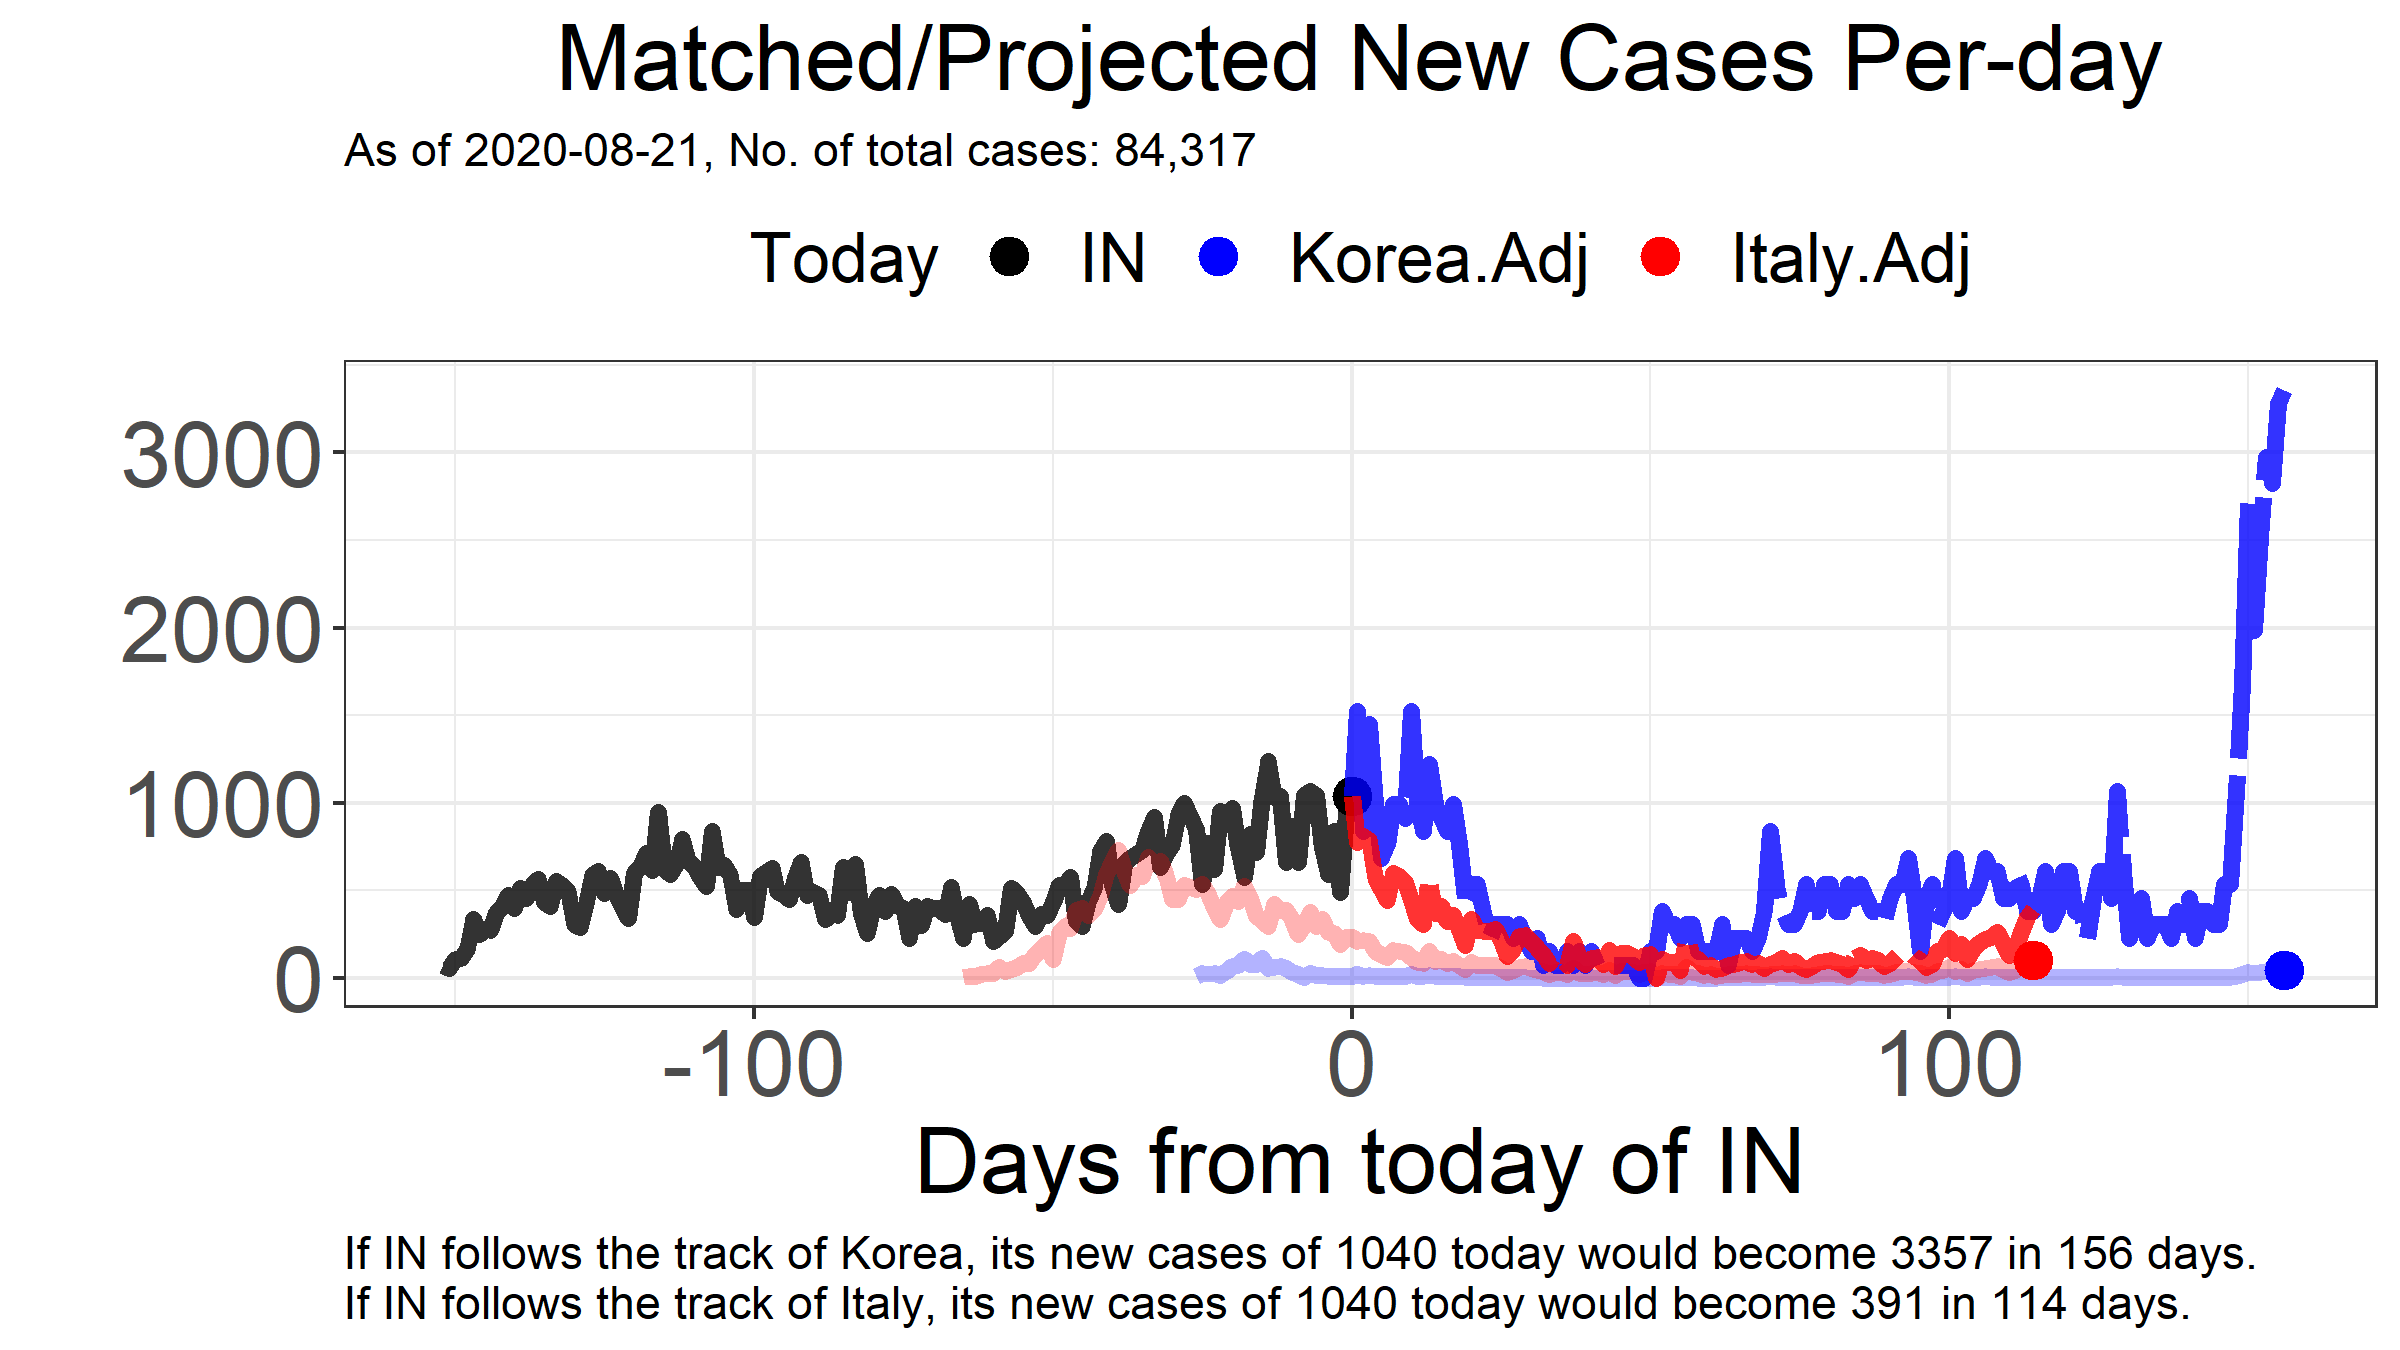 Matched/Projected New Cases Per-day
As of 2020-08-21, No. of total cases: 84,317
Today IN Korea.Adj Italy.Adj
3000
2000
1000
0
-100 0 100
Days from today of IN
If IN follows the track of Korea, its new cases of 1040 today would become 3357 in 156 days.
If IN follows the track of Italy, its new cases of 1040 today would become 391 in 114 days.